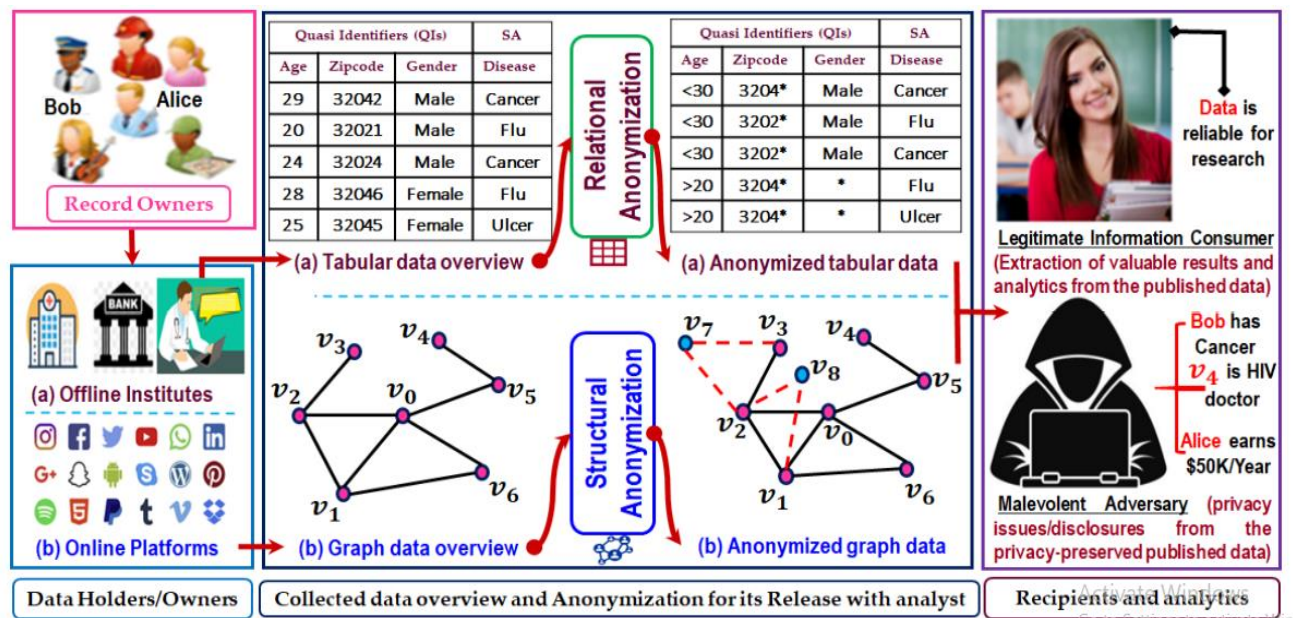 Bob
Alice
Record Owners
BANK
(a) Offline Institutes
G+
t
(b) Online Platforms
Data Holders/Owners
Quasi Identifiers (QIs) SA
Age Zipcode Gender Disease
29 32042 Male Cancer
20 32021 Male Flu
24 32024 Male Cancer
28 32046 Female Flu
25 32045 Female Ulcer
(a) Tabular data overview
Relational
Anonymization
Quasi Identifiers (QIs) SA
Age Zipcode Gender Disease
<30 3204* Male Cancer
<30 3202* Male Flu
<30 3202* Male Cancer
>20 3204* * Flu
>20 3204* * Ulcer
(a) Anonymized tabular data
v3
v4
v5
v2
v0
v1
v6
(b) Graph data overview
Structural
Anonymization
v7
v3
v4
v8
v5
v2
v0
v1
v6
(b) Anonymized graph data
Collected data overview and Anonymization for its Release with analyst
Data is
reliable for
research
Legitimate Information Consumer
(Extraction of valuable results and
analytics from the published data)
Bob has
Cancer
v4 is HIV
doctor
Alice earns
$50K/Year
Malevolent Adversary (privacy
issues/disclosures from the
privacy-preserved published data)
Recipients and analytics
Activate Windows